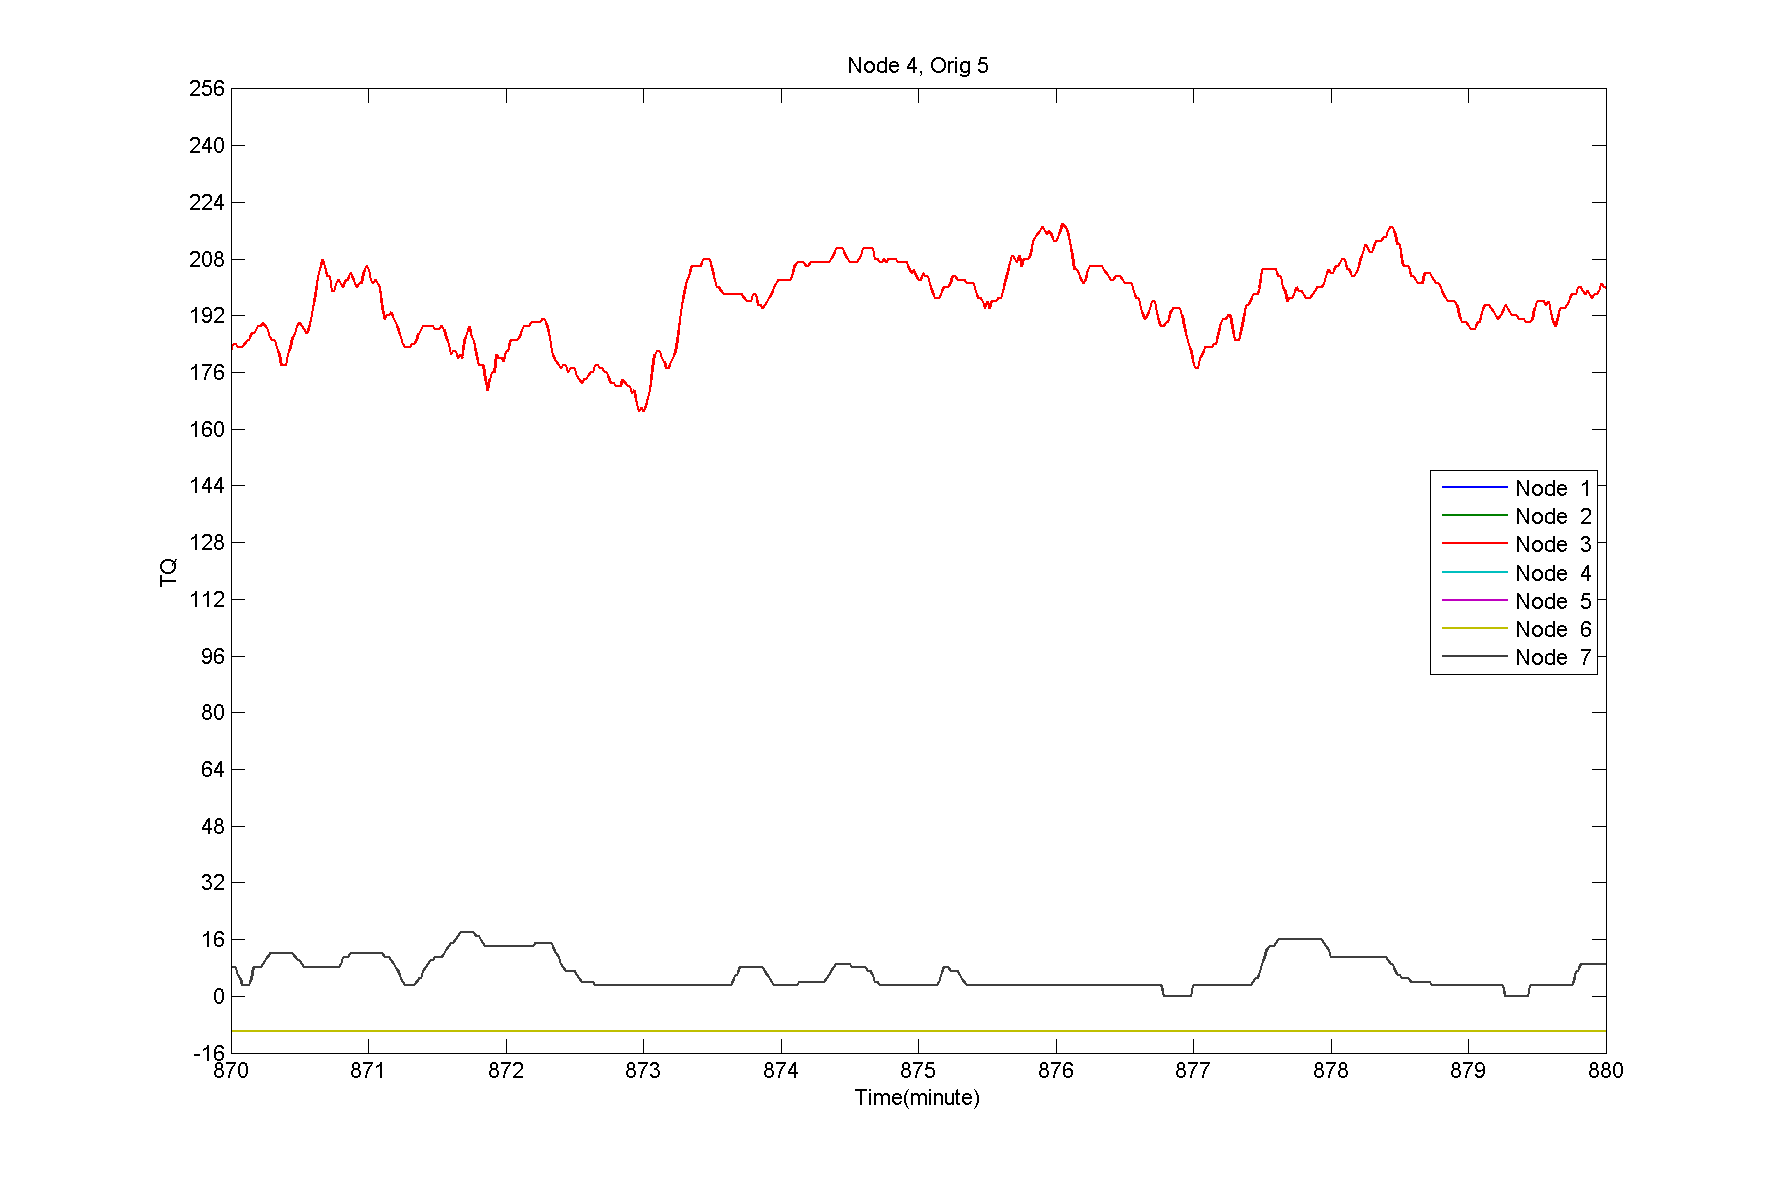 Node 4, Orig 5
256
240
224
208
192
176
160
144
128
112
96
80
64
48
32
16
0
-16
TQ
870 871 872 873 874 875 876 877 878 879 880
Time(minute)
Node 1
Node 2
Node 3
Node 4
Node 5
Node 6
Node 7